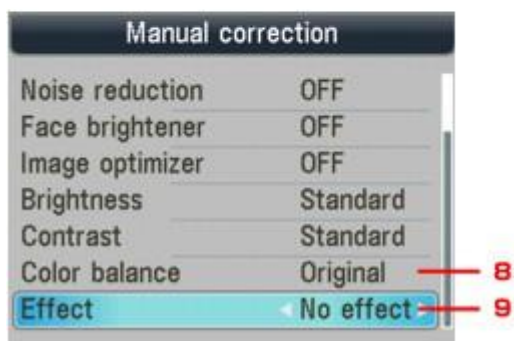 Manual correction
Noise reduction OFF
Face brightener OFF
Image optimizer OFF
Brightness Standard
Contrast Standard
Color balance Original 8
Effect No effect 9